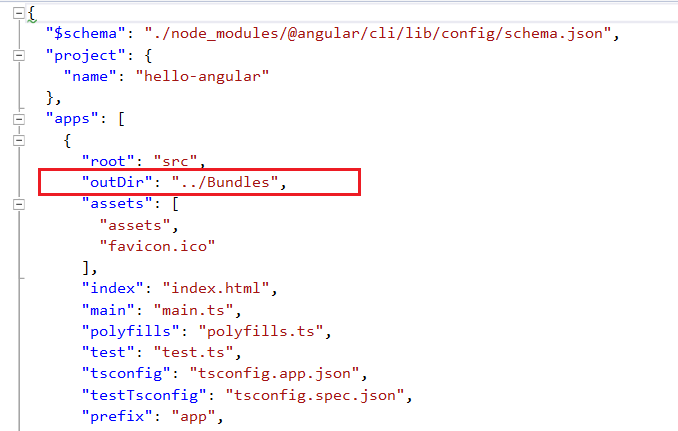 {
"$schema": "./node_modules/@angular/cli/lib/config/schema.json",
"project": {
"name": "hello-angular"
},
"apps": [
{
"root": "src",
"outDir": "../Bundles",
"assets": [
"assets",
"favicon.ico"
],
"index": "index.html",
"main": "main.ts",
"polyfills": "polyfills.ts",
"test": "test.ts",
"tsconfig": "tsconfig.app.json",
"testTsconfig": "tsconfig.spec.json",
"prefix": "app",